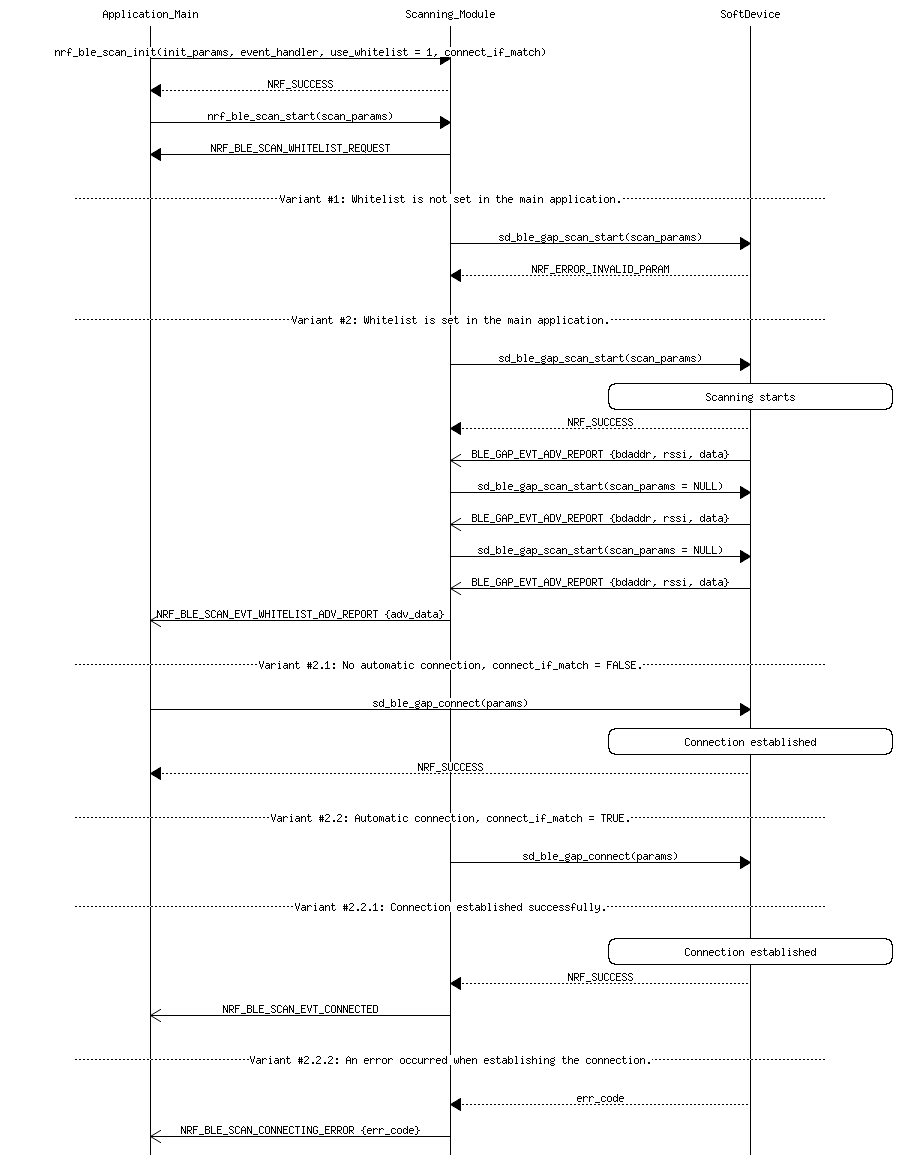 Application_Main Scanning_Module SoftDevice
nrf_ble_scan_init(init_params, event_handler, use_whitelist = 1, connect_if_match)
NRF_SUCCESS
nrf_ble_scan_start(scan_params)
NRF_BLE_SCAN_WHITELIST_REQUEST
Variant #1: Whitelist is not set in the main application.
sd_ble_gap_scan_start(scan_params)
NRF_ERROR_INVALID_PARAM
Variant #2: Whitelist is set in the main application.
sd_ble_gap_scan_start(scan_params)
Scanning starts
NRF_SUCCESS
BLE_GAP_EVT_ADV_REPORT {bdaddr, rssi, data}
sd_ble_gap_scan_start(scan_params = NULL)
BLE_GAP_EVT_ADV_REPORT {bdaddr, rssi, data}
sd_ble_gap_scan_start(scan_params = NULL)
BLE_GAP_EVT_ADV_REPORT {bdaddr, rssi, data}
NRF_BLE_SCAN_EVT_WHITELIST_ADV_REPORT {adv_data}
Variant #2.1: No automatic connection, connect_if_match = FALSE.
sd_ble_gap_connect(params)
Connection established
NRF_SUCCESS
Variant #2.2: Automatic connection, connect_if_match = TRUE.
sd_ble_gap_connect(params)
Variant #2.2.1: Connection established successfully.
Connection established
NRF_SUCCESS
NRF_BLE_SCAN_EVT_CONNECTED
Variant #2.2.2: An error occurred when establishing the connection.
err_code
NRF_BLE_SCAN_CONNECTING_ERROR {err_code}